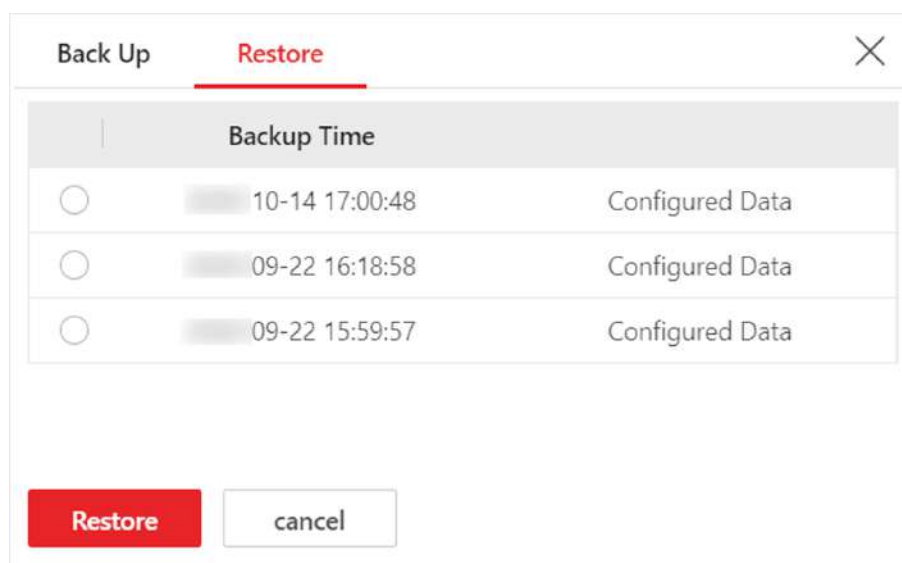 Back Up Restore
Backup Time
10-14 17:00:48 Configured Data
09-22 16:18:58 Configured Data
09-22 15:59:57 Configured Data
Restore cancel